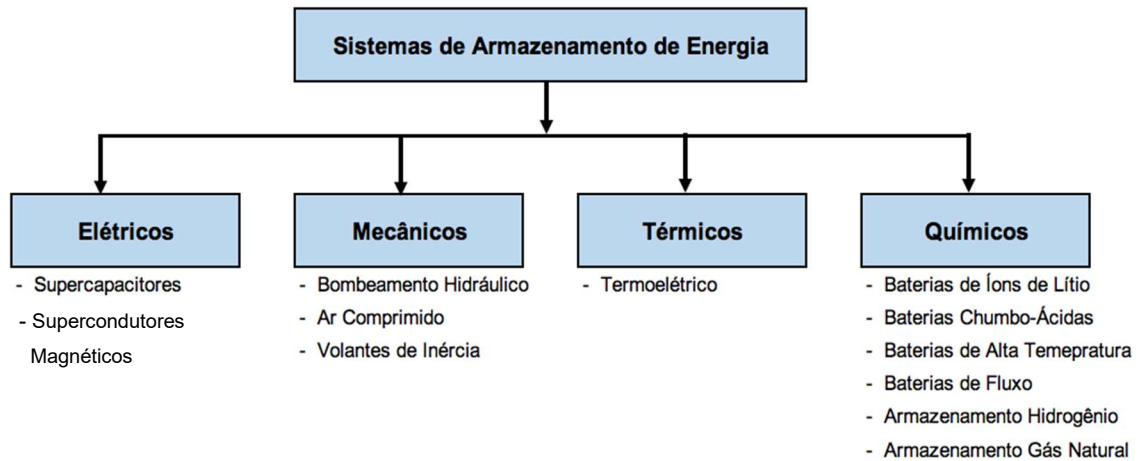 Sistemas de Armazenamento de Energia
Elétricos
- Supercapacitores
- Supercondutores
Magnéticos
Mecânicos
- Bombeamento Hidráulico
- Ar Comprimido
- Volantes de Inércia
Térmicos
- Termoelétrico
Químicos
- Baterias de Íons de Lítio
- Baterias Chumbo-Ácidas
- Baterias de Alta Temepratura
- Baterias de Fluxo
- Armazenamento Hidrogênio
- Armazenamento Gás Natural